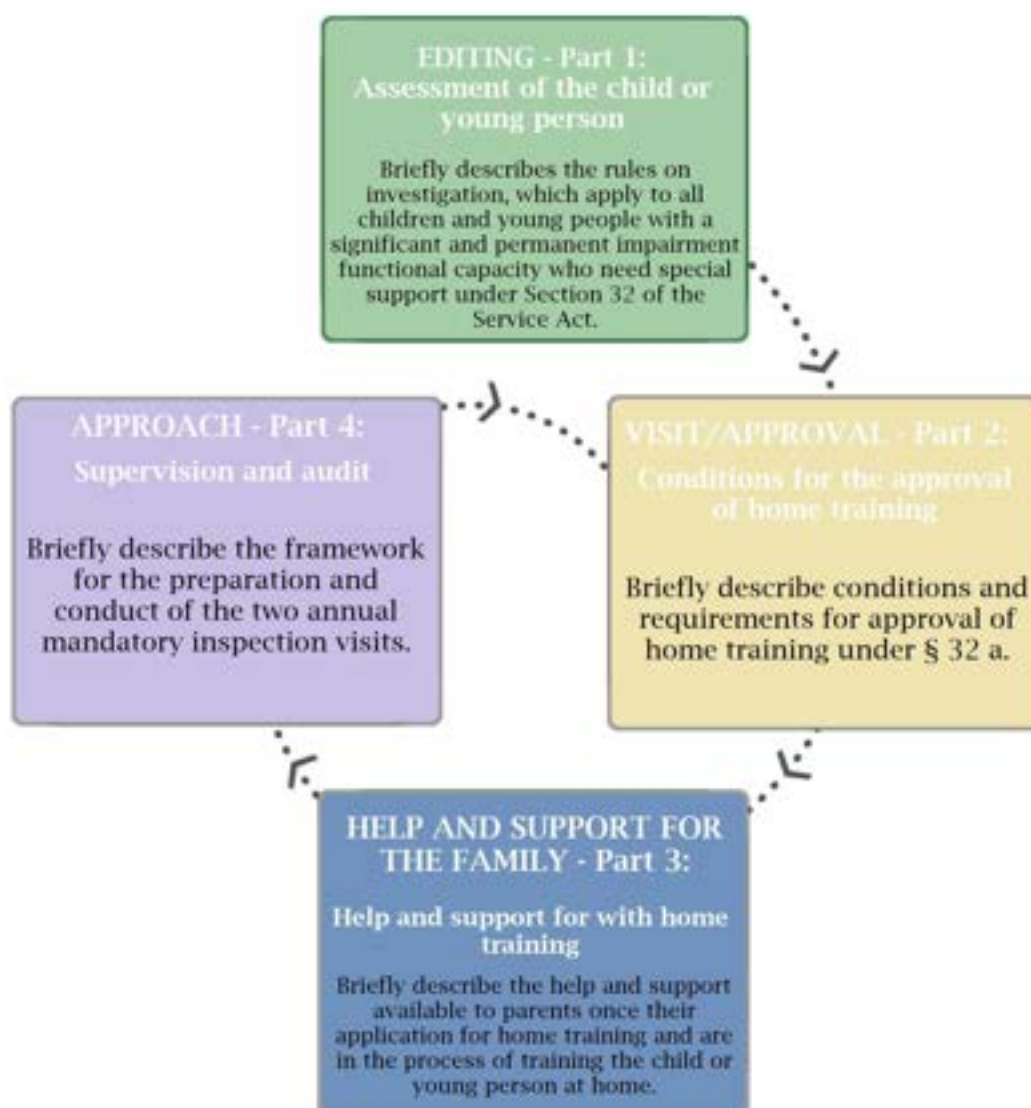 EDITING - Part 1:
Assessment of the child or
young person
Briefly describes the rules on
investigation, which apply to all
children and young people with a
significant and permanent impairment
functional capacity who need special
support under Section 32 of the
Service Act.
VISIT/APPROVAL - Part 2:
Conditions for the approval
of home training
Briefly describe conditions and
requirements for approval of
home training under § 32 a.
HELP AND SUPPORT FOR
THE FAMILY - Part 3:
Help and support for with home
training
Briefly describe the help and support
available to parents once their
application for home training and are
in the process of training the child or
young person at home.
APPROACH - Part 4:
Supervision and audit
Briefly describe the framework
for the preparation and
conduct of the two annual
mandatory inspection visits.